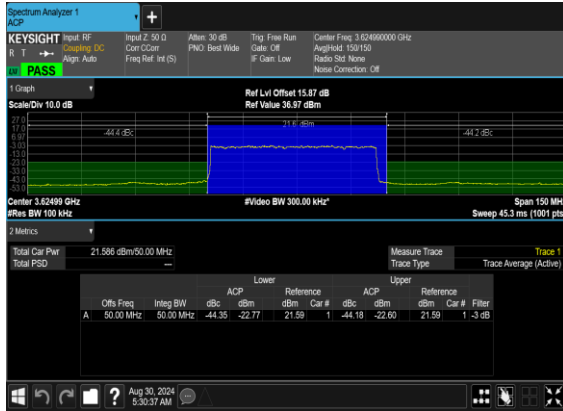 Spectrum Analyzer 1
ACP
+
KEYSIGHT Input: RF Input Z: 50 Ω Atten: 30 dB Trig: Free Run Center Freq: 3.624990000 GHz
R T Coupling: DC Corr CCorr PNO: Best Wide Gate: Off Avg|Hold: 150/150
Align: Auto Freq Ref: Int (S) IF Gain: Low Radio Std: None
LW PASS Noise Correction: Off
1 Graph
Ref Lvl Offset 15.87 dB
Scale/Div 10.0 dB Ref Value 36.97 dBm
27.0
17.0
6.97
-3.03
-13.0
-23.0
-33.0
-43.0
-53.0
-44.4 dBc 21.6 dBm -44.2 dBc
Center 3.62499 GHz #Video BW 300.00 kHz* Span 150 MHz
#Res BW 100 kHz Sweep 45.3 ms (1001 pts)
2 Metrics
Total Car Pwr 21.586 dBm/50.00 MHz Measure Trace Trace 1
Total PSD --- Trace Type Trace Average (Active)
Lower Upper
ACP Reference ACP Reference
Offs Freq Integ BW dBc dBm dBm Car # dBc dBm dBm Car # Filter
A 50.00 MHz 50.00 MHz -44.35 -22.77 21.59 1 -44.18 -22.60 21.59 1 -3 dB
? Aug 30, 2024
5:30:37 AM